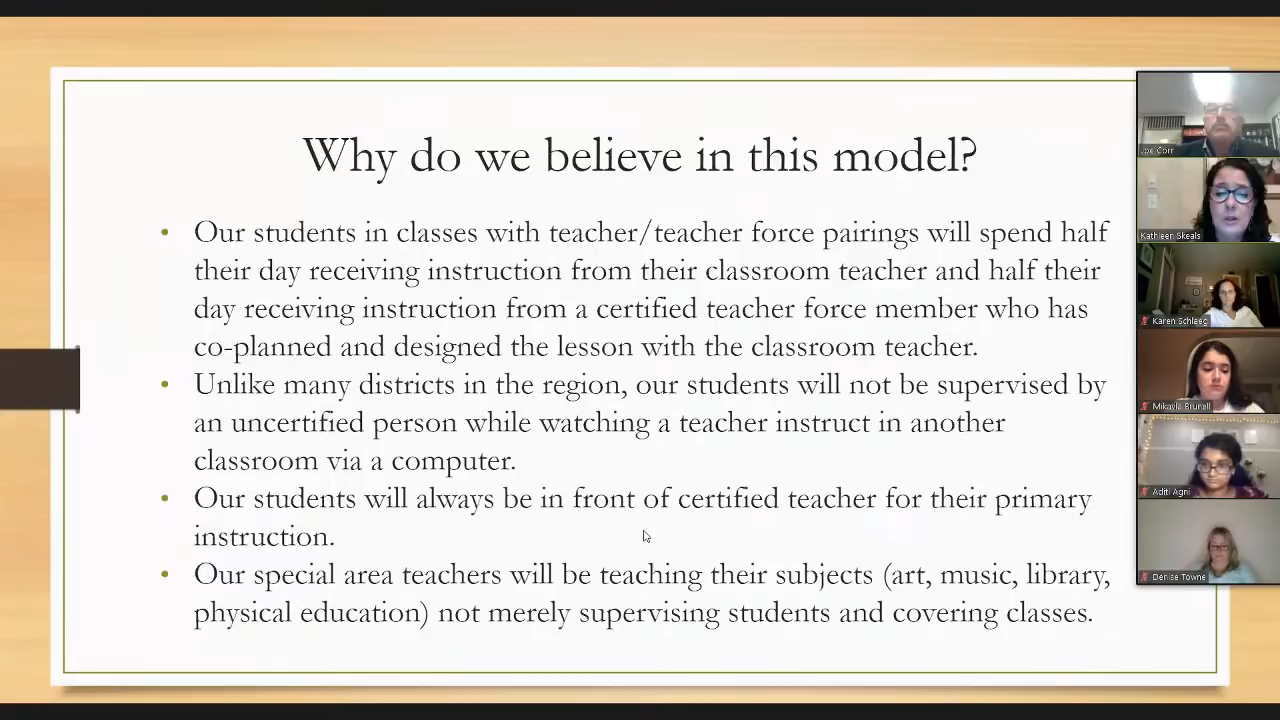 Why do we believe in this model?
• Our students in classes with teacher/teacher force pairings will spend half
their day receiving instruction from their classroom teacher and half their
day receiving instruction from a certified teacher force member who has
co-planned and designed the lesson with the classroom teacher.
• Unlike many districts in the region, our students will not be supervised by
an uncertified person while watching a teacher instruct in another
classroom via a computer.
• Our students will always be in front of certified teacher for their primary
instruction.
• Our special area teachers will be teaching their subjects (art, music, library,
physical education) not merely supervising students and covering classes.
Joe Corr
Kathleen Skeals
Karen Schlaeg
Mikayla Brunell
Aditi Agni
Denise Towne